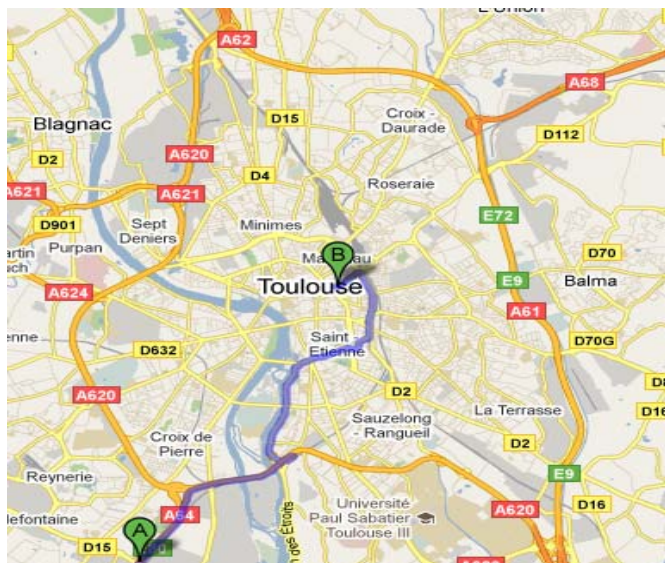 L'Union
A62
A68
Croix -
Daurade
D15
Blagnac
D112
D2
A620
D4
Roseraie
A621
A621
E72
D901
Sept
Deniers
Minimes
Purpan
B
D70
Toulouse
E9
Balma
A624
A61
Saint -
Etienne
D70G
D632
D2
A620
La Terrasse
Sauzelong
- Rangueil
Croix de
Pierre
D2
Reynerie
E9
A64
Université
Paul Sabatier
Toulouse III
A620
D16
A
D15